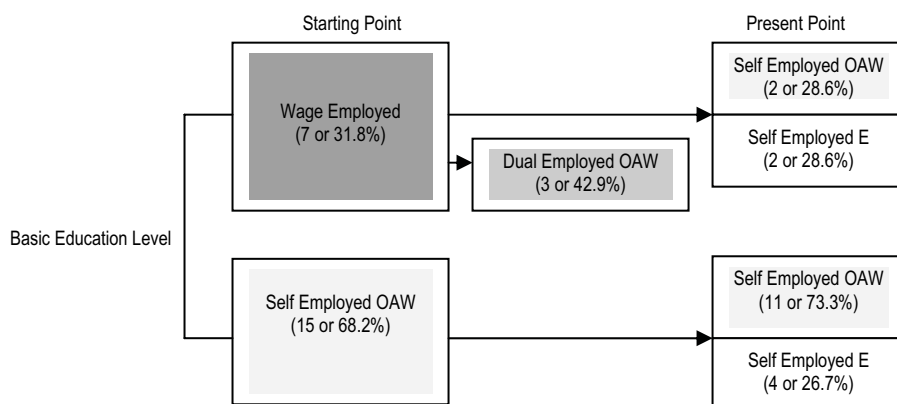 Starting Point
Present Point
Wage Employed
(7 or 31.8%)
Self Employed OAW
(2 or 28.6%)
Self Employed E
(2 or 28.6%)
Dual Employed OAW
(3 or 42.9%)
Basic Education Level
Self Employed OAW
(15 or 68.2%)
Self Employed OAW
(11 or 73.3%)
Self Employed E
(4 or 26.7%)